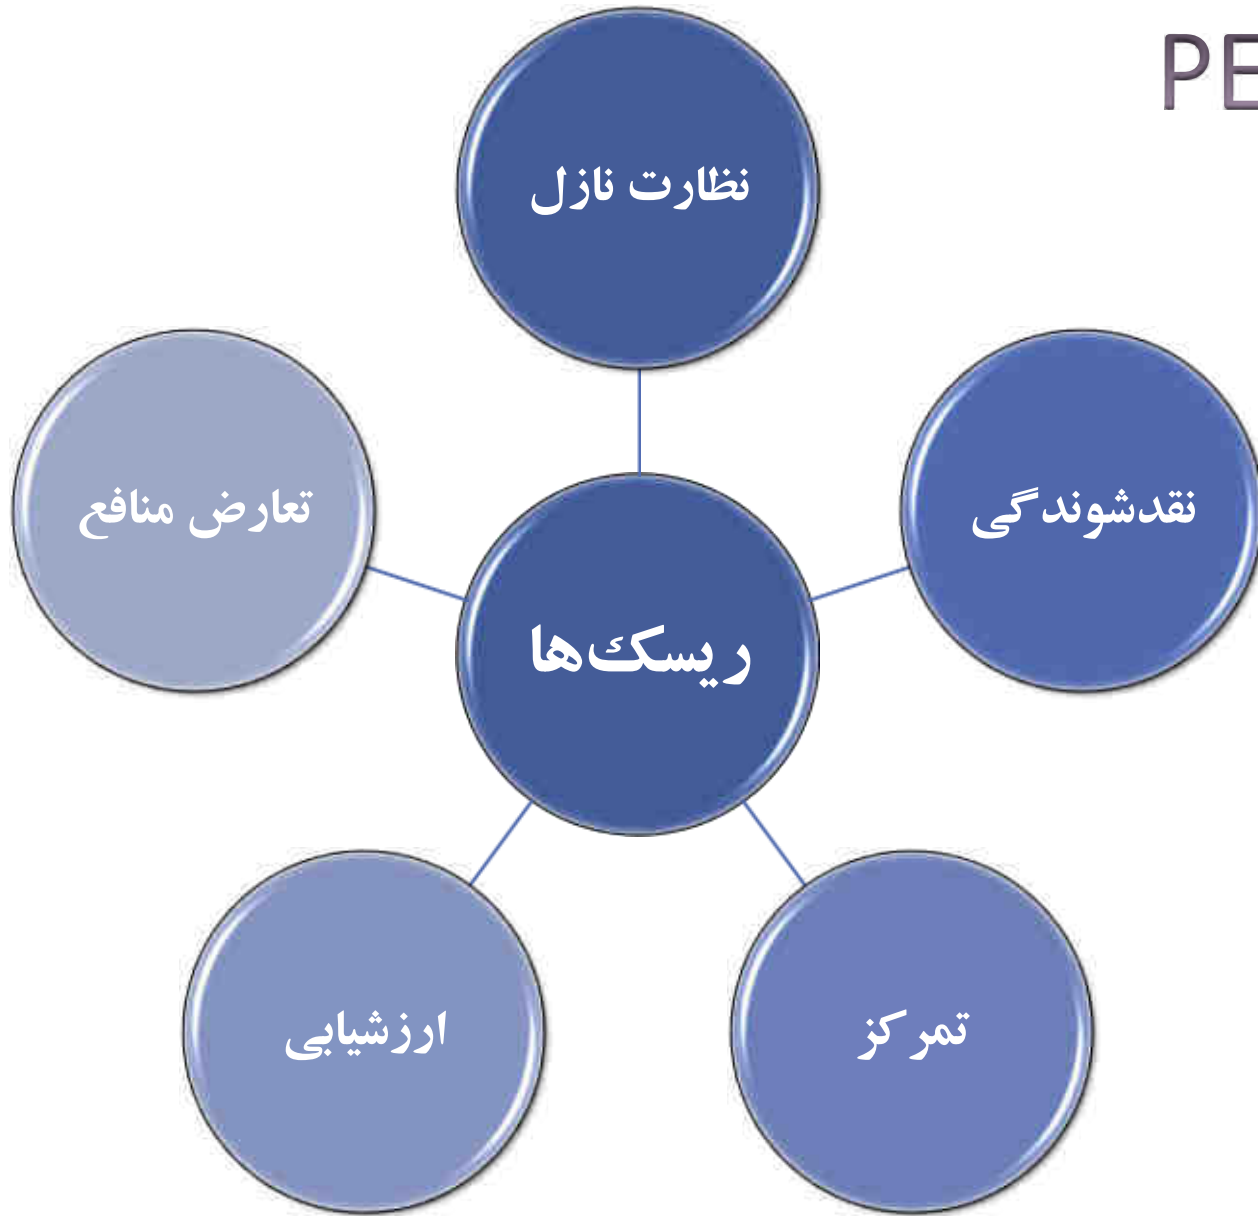 PE
نظارت نازل
نقدشوندگی
تعارض منافع
ریسک‌ها
تمرکز
ارزشیابی